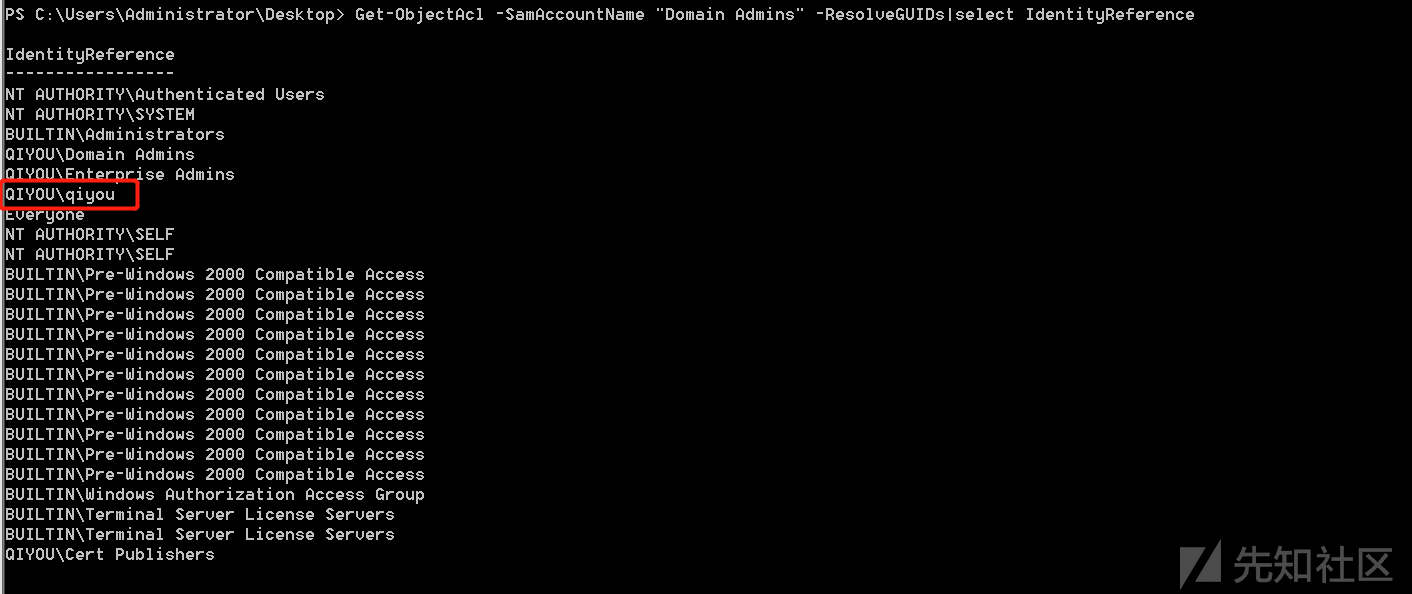 PS C:\Users\Administrator\Desktop> Get-ObjectAcl -SamAccountName "Domain Admins" -ResolveGUIDs|select IdentityReference
IdentityReference
-----------------
NT AUTHORITY\Authenticated Users
NT AUTHORITY\SYSTEM
BUILTIN\Administrators
QIYOU\Domain Admins
QIYOU\Enterprise Admins
QIYOU\qiyou
Everyone
NT AUTHORITY\SELF
NT AUTHORITY\SELF
BUILTIN\Pre-Windows 2000 Compatible Access
BUILTIN\Pre-Windows 2000 Compatible Access
BUILTIN\Pre-Windows 2000 Compatible Access
BUILTIN\Pre-Windows 2000 Compatible Access
BUILTIN\Pre-Windows 2000 Compatible Access
BUILTIN\Pre-Windows 2000 Compatible Access
BUILTIN\Pre-Windows 2000 Compatible Access
BUILTIN\Pre-Windows 2000 Compatible Access
BUILTIN\Pre-Windows 2000 Compatible Access
BUILTIN\Pre-Windows 2000 Compatible Access
BUILTIN\Pre-Windows 2000 Compatible Access
BUILTIN\Windows Authorization Access Group
BUILTIN\Terminal Server License Servers
BUILTIN\Terminal Server License Servers
QIYOU\Cert Publishers
先知社区